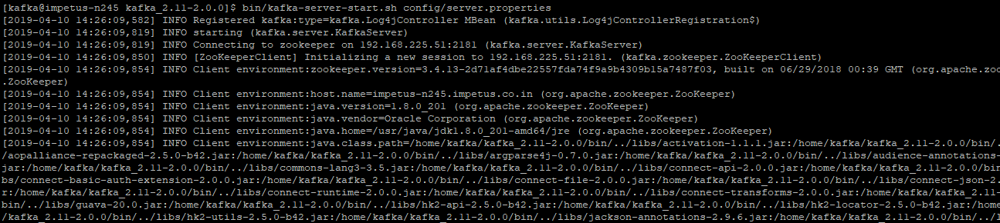 [kafka@impetus-n245 kafka_2.11-2.0.0]$ bin/kafka-server-start.sh config/server.properties
[2019-04-10 14:26:09,582] INFO Registered kafka:type=kafka.Log4jController MBean (kafka.utils.Log4jControllerRegistration$)
[2019-04-10 14:26:09,819] INFO starting (kafka.server.KafkaServer)
[2019-04-10 14:26:09,819] INFO Connecting to zookeeper on 192.168.225.51:2181 (kafka.server.KafkaServer)
[2019-04-10 14:26:09,850] INFO [ZooKeeperClient] Initializing a new session to 192.168.225.51:2181. (kafka.zookeeper.ZooKeeperClient)
[2019-04-10 14:26:09,854] INFO Client environment:zookeeper.version=3.4.13-2d71af4dbe22557fda74f9a9b4309b15a7487f03, built on 06/29/2018 00:39 GMT (org.apache.zoo
.ZooKeeper)
[2019-04-10 14:26:09,854] INFO Client environment:host.name=impetus-n245.impetus.co.in (org.apache.zookeeper.ZooKeeper)
[2019-04-10 14:26:09,854] INFO Client environment:java.version=1.8.0_201 (org.apache.zookeeper.ZooKeeper)
[2019-04-10 14:26:09,854] INFO Client environment:java.vendor=Oracle Corporation (org.apache.zookeeper.ZooKeeper)
[2019-04-10 14:26:09,854] INFO Client environment:java.home=/usr/java/jdk1.8.0_201-amd64/jre (org.apache.zookeeper.ZooKeeper)
[2019-04-10 14:26:09,854] INFO Client environment:java.class.path=/home/kafka/kafka_2.11-2.0.0/bin/../libs/activation-1.1.1.jar:/home/kafka/kafka_2.11-2.0.0/bin/.
/aopalliance-repackaged-2.5.0-b42.jar:/home/kafka/kafka_2.11-2.0.0/bin/../libs/argparse4j-0.7.0.jar:/home/kafka/kafka_2.11-2.0.0/bin/../libs/audience-annotations-
jar:/home/kafka/kafka_2.11-2.0.0/bin/../libs/commons-lang3-3.5.jar:/home/kafka/kafka_2.11-2.0.0/bin/../libs/connect-api-2.0.0.jar:/home/kafka/kafka_2.11-2.0.0/bin
bs/connect-basic-auth-extension-2.0.0.jar:/home/kafka/kafka_2.11-2.0.0/bin/../libs/connect-file-2.0.0.jar:/home/kafka/kafka_2.11-2.0.0/bin/../libs/connect-json-2.
r:/home/kafka/kafka_2.11-2.0.0/bin/../libs/connect-runtime-2.0.0.jar:/home/kafka/kafka_2.11-2.0.0/bin/../libs/connect-transforms-2.0.0.jar:/home/kafka/kafka_2.11-
bin/../libs/guava-20.0.jar:/home/kafka/kafka_2.11-2.0.0/bin/../libs/hk2-api-2.5.0-b42.jar:/home/kafka/kafka_2.11-2.0.0/bin/../libs/hk2-locator-2.5.0-b42.jar:/home
/kafka_2.11-2.0.0/bin/../libs/hk2-utils-2.5.0-b42.jar:/home/kafka/kafka_2.11-2.0.0/bin/../libs/jackson-annotations-2.9.6.jar:/home/kafka/kafka_2.11-2.0.0/bin/../l